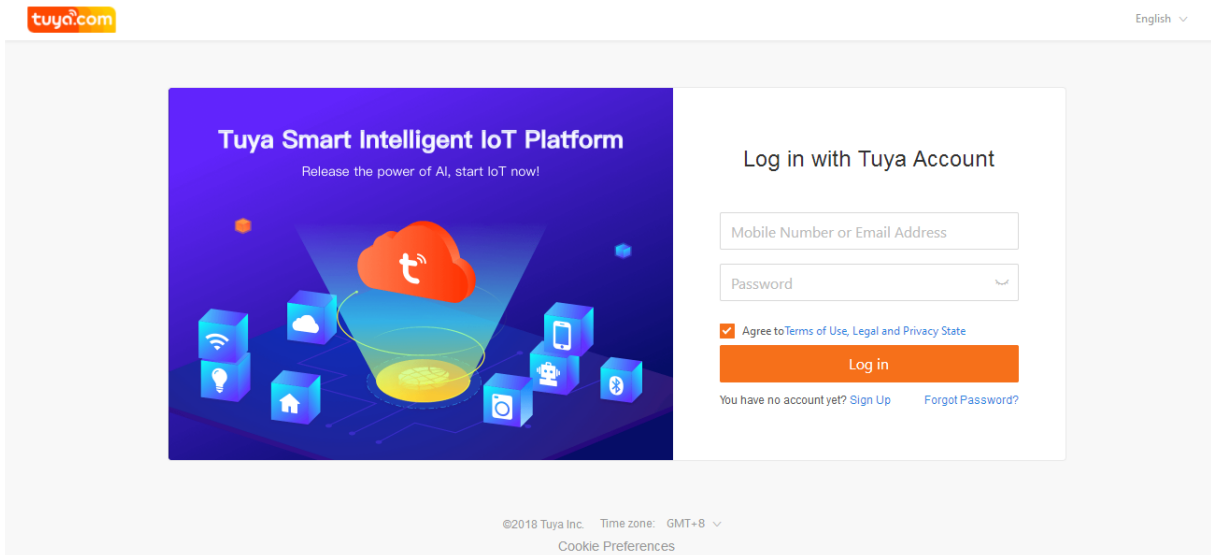 tuya.com
English
Tuya Smart Intelligent IoT Platform
Release the power of AI, start IoT now!
t
Log in with Tuya Account
Mobile Number or Email Address
Password
Agree toTerms of Use, Legal and Privacy State
Log in
You have no account yet? Sign Up Forgot Password?
©2018 Tuya Inc. Time zone: GMT+8
Cookie Preferences